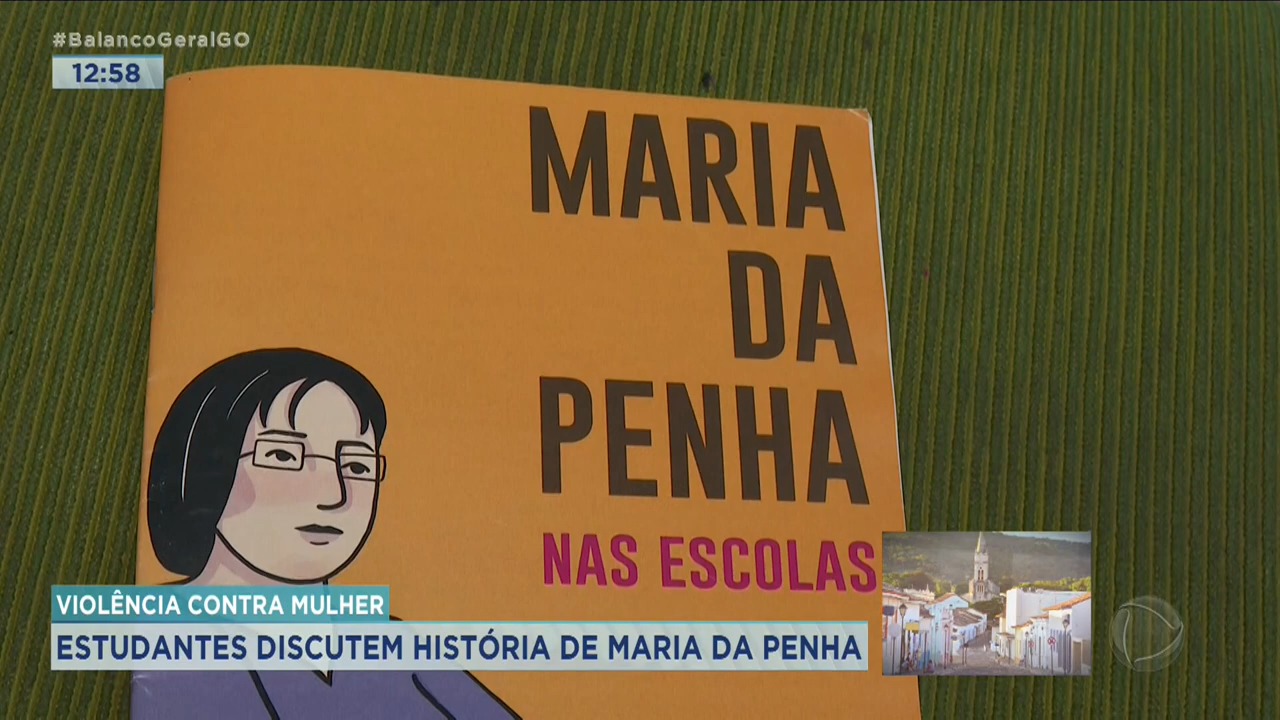 #BalancoGeralGO
12:58
MARIA
DA
PENHA
NAS ESCOLAS
VIOLÊNCIA CONTRA MULHER
ESTUDANTES DISCUTEM HISTÓRIA DE MARIA DA PENHA